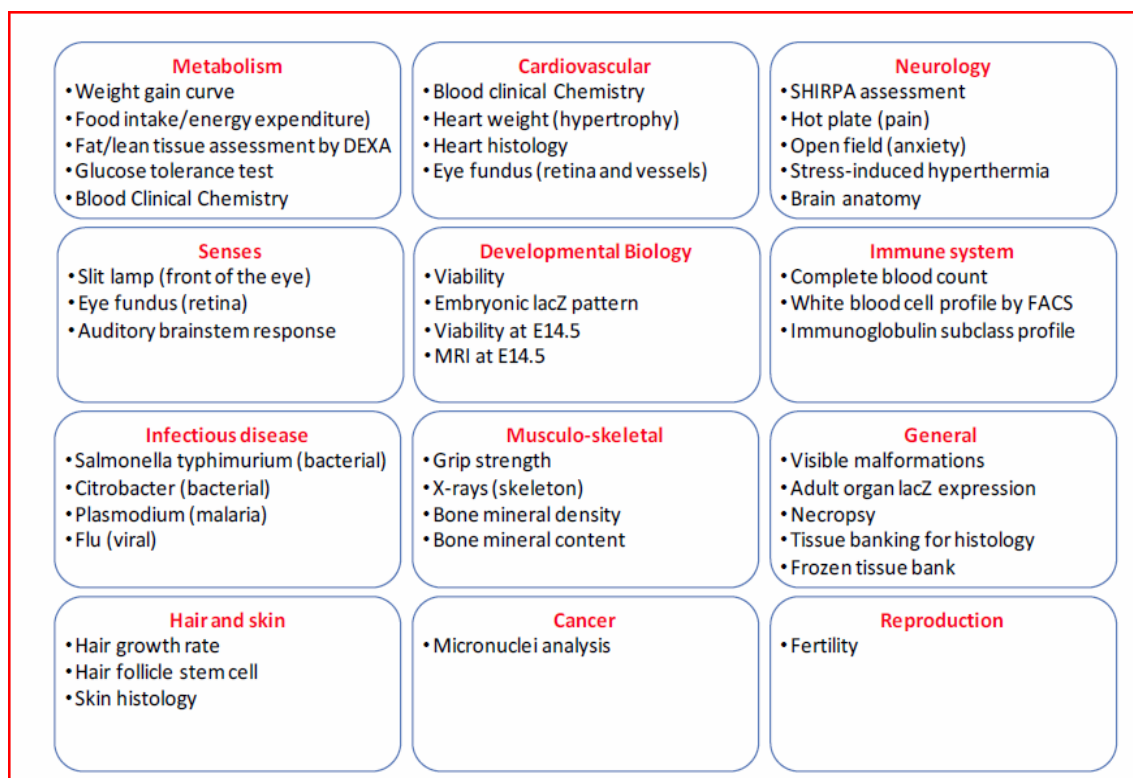 Metabolism
• Weight gain curve
• Food intake/energy expenditure)
• Fat/lean tissue assessment by DEXA
• Glucose tolerance test
• Blood Clinical Chemistry
Cardiovascular
• Blood clinical Chemistry
• Heart weight (hypertrophy)
• Heart histology
• Eye fundus (retina and vessels)
Neurology
• SHIRPA assessment
• Hot plate (pain)
• Open field (anxiety)
• Stress-induced hyperthermia
• Brain anatomy
Senses
• Slit lamp (front of the eye)
• Eye fundus (retina)
• Auditory brainstem response
Developmental Biology
• Viability
• Embryonic lacZ pattern
• Viability at E14.5
• MRI at E14.5
Immune system
• Complete blood count
• White blood cell profile by FACS
• Immunoglobulin subclass profile
Infectious disease
• Salmonella typhimurium (bacterial)
• Citrobacter (bacterial)
• Plasmodium (malaria)
• Flu (viral)
Musculo-skeletal
• Grip strength
• X-rays (skeleton)
• Bone mineral density
• Bone mineral content
General
• Visible malformations
• Adult organ lacZ expression
• Necropsy
• Tissue banking for histology
• Frozen tissue bank
Hair and skin
• Hair growth rate
• Hair follicle stem cell
• Skin histology
Cancer
• Micronuclei analysis
Reproduction
• Fertility